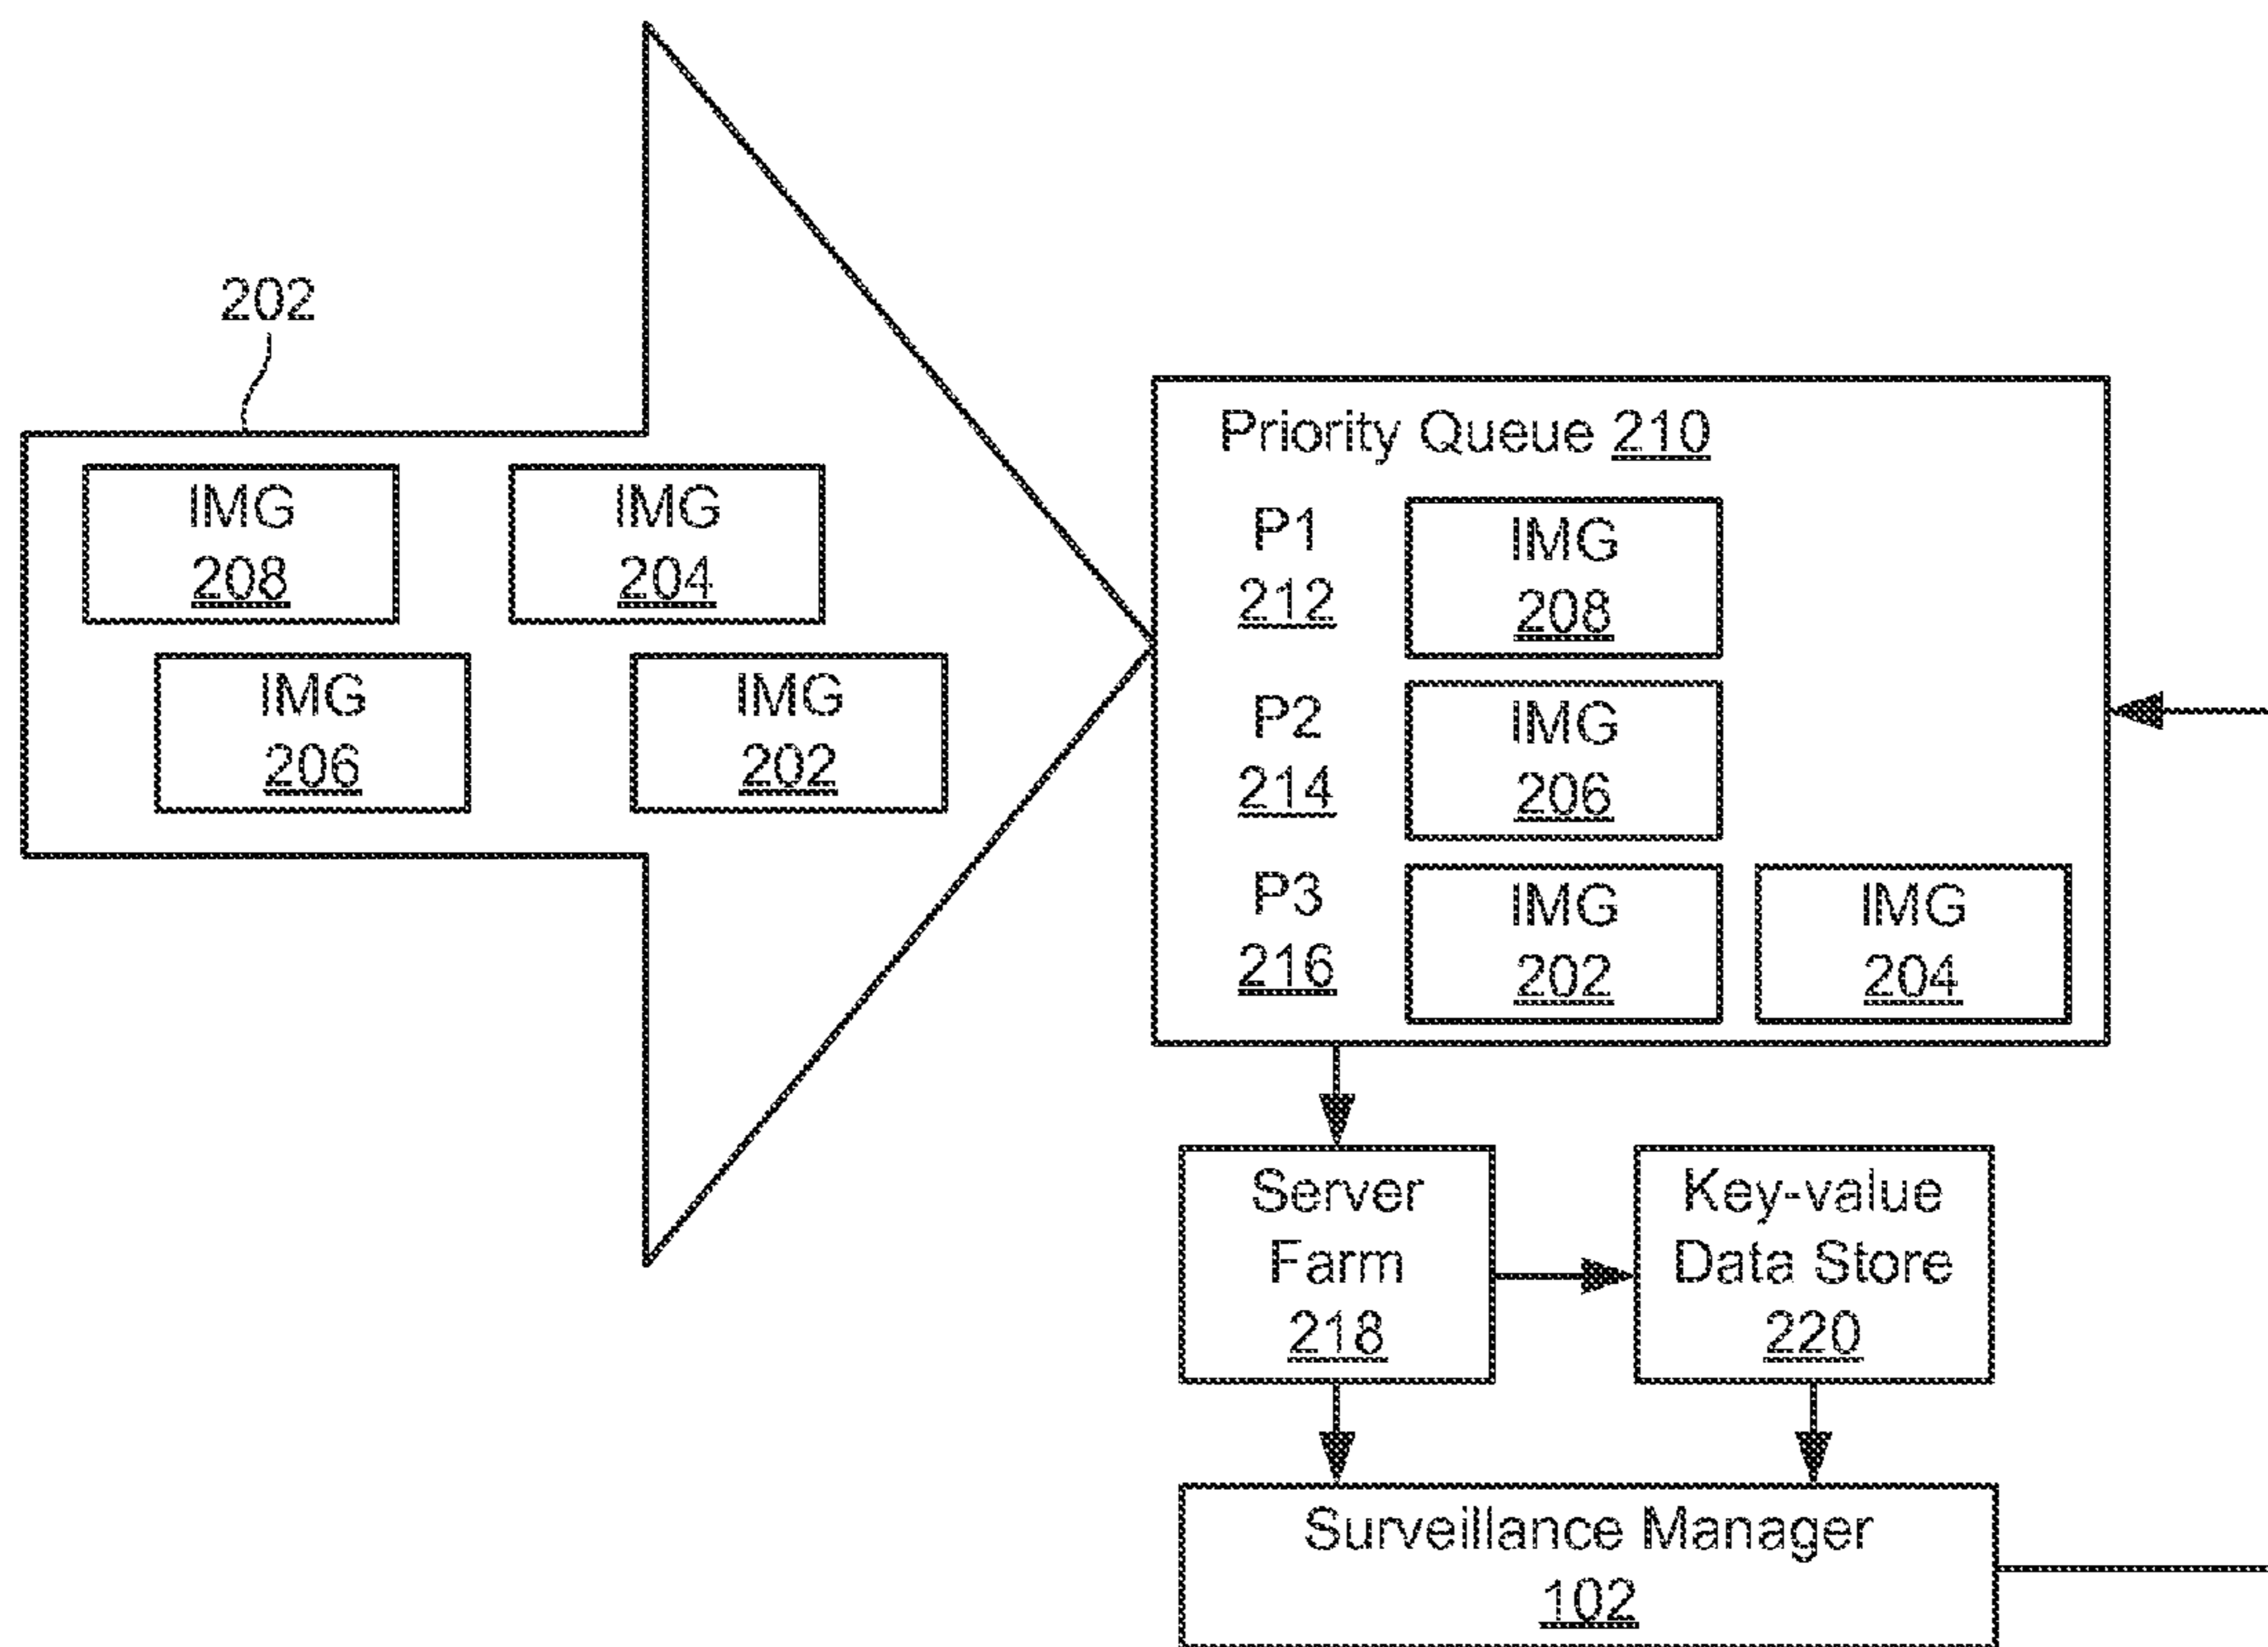 202
IMG
208
IMG
204
IMG
206
IMG
202
Priority Queue 210
P1
212
IMG
208
P2
214
IMG
206
P3
216
IMG
202
IMG
204
Server
Farm
218
Key-value
Data Store
220
Surveillance Manager
102